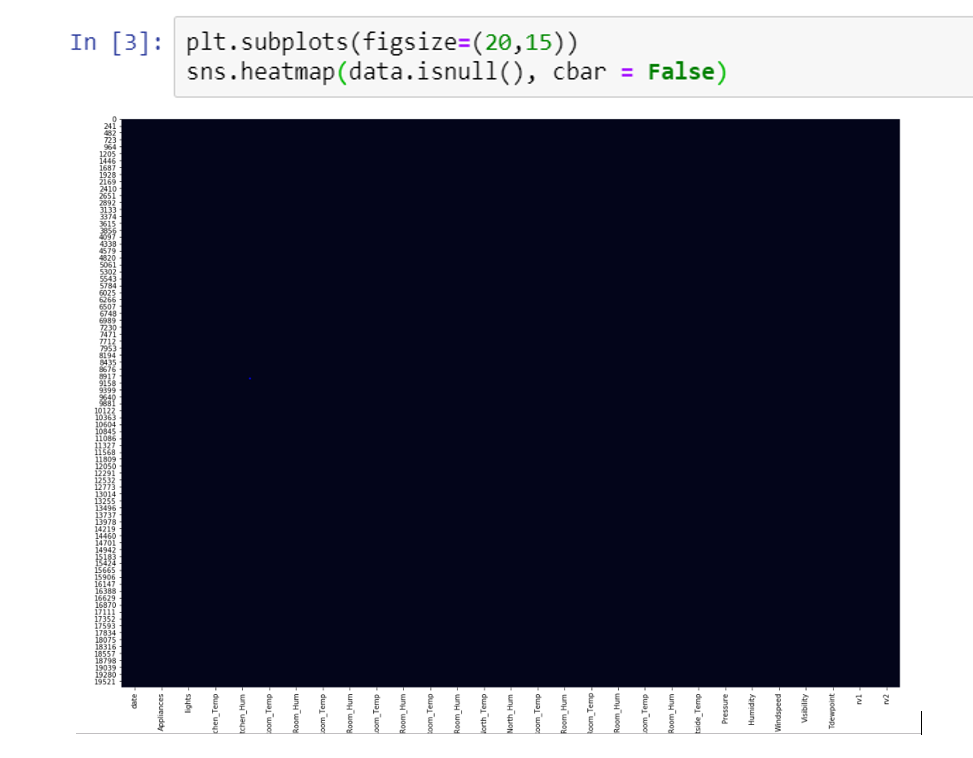 In [3]: plt.subplots(figsize=(20,15))
sns.heatmap(data.isnull(), cbar = False)
0
241
482
723
964
1205
1446
1687
1928
2169
2410
2651
2892
3133
3374
3615
3856
4097
4338
4579
4820
5061
5302
5543
5784
6025
6266
6507
6748
6989
7230
7471
7712
7953
8194
8435
8676
8917
9158
9399
9640
9881
10122
10363
10604
10845
11086
11327
11568
11809
12050
12291
12532
12773
13014
13255
13496
13737
13978
14219
14460
14701
14942
15183
15424
15665
15906
16147
16388
16629
16870
17111
17352
17593
17834
18075
18316
18557
18798
19039
19280
19521
date
Appliances
lights
chen_Temp
tchen_Hum
oom_Temp
Room_Hum
oom_Temp
Room_Hum
oom_Temp
Room_Hum
oom_Temp
Room_Hum
orth_Temp
North_Hum
oom_Temp
Room_Hum
oom_Temp
Room_Hum
oom_Temp
Room_Hum
tside_Temp
Pressure
Humidity
Windspeed
Visibility
Tdewpoint
rv1
rv2